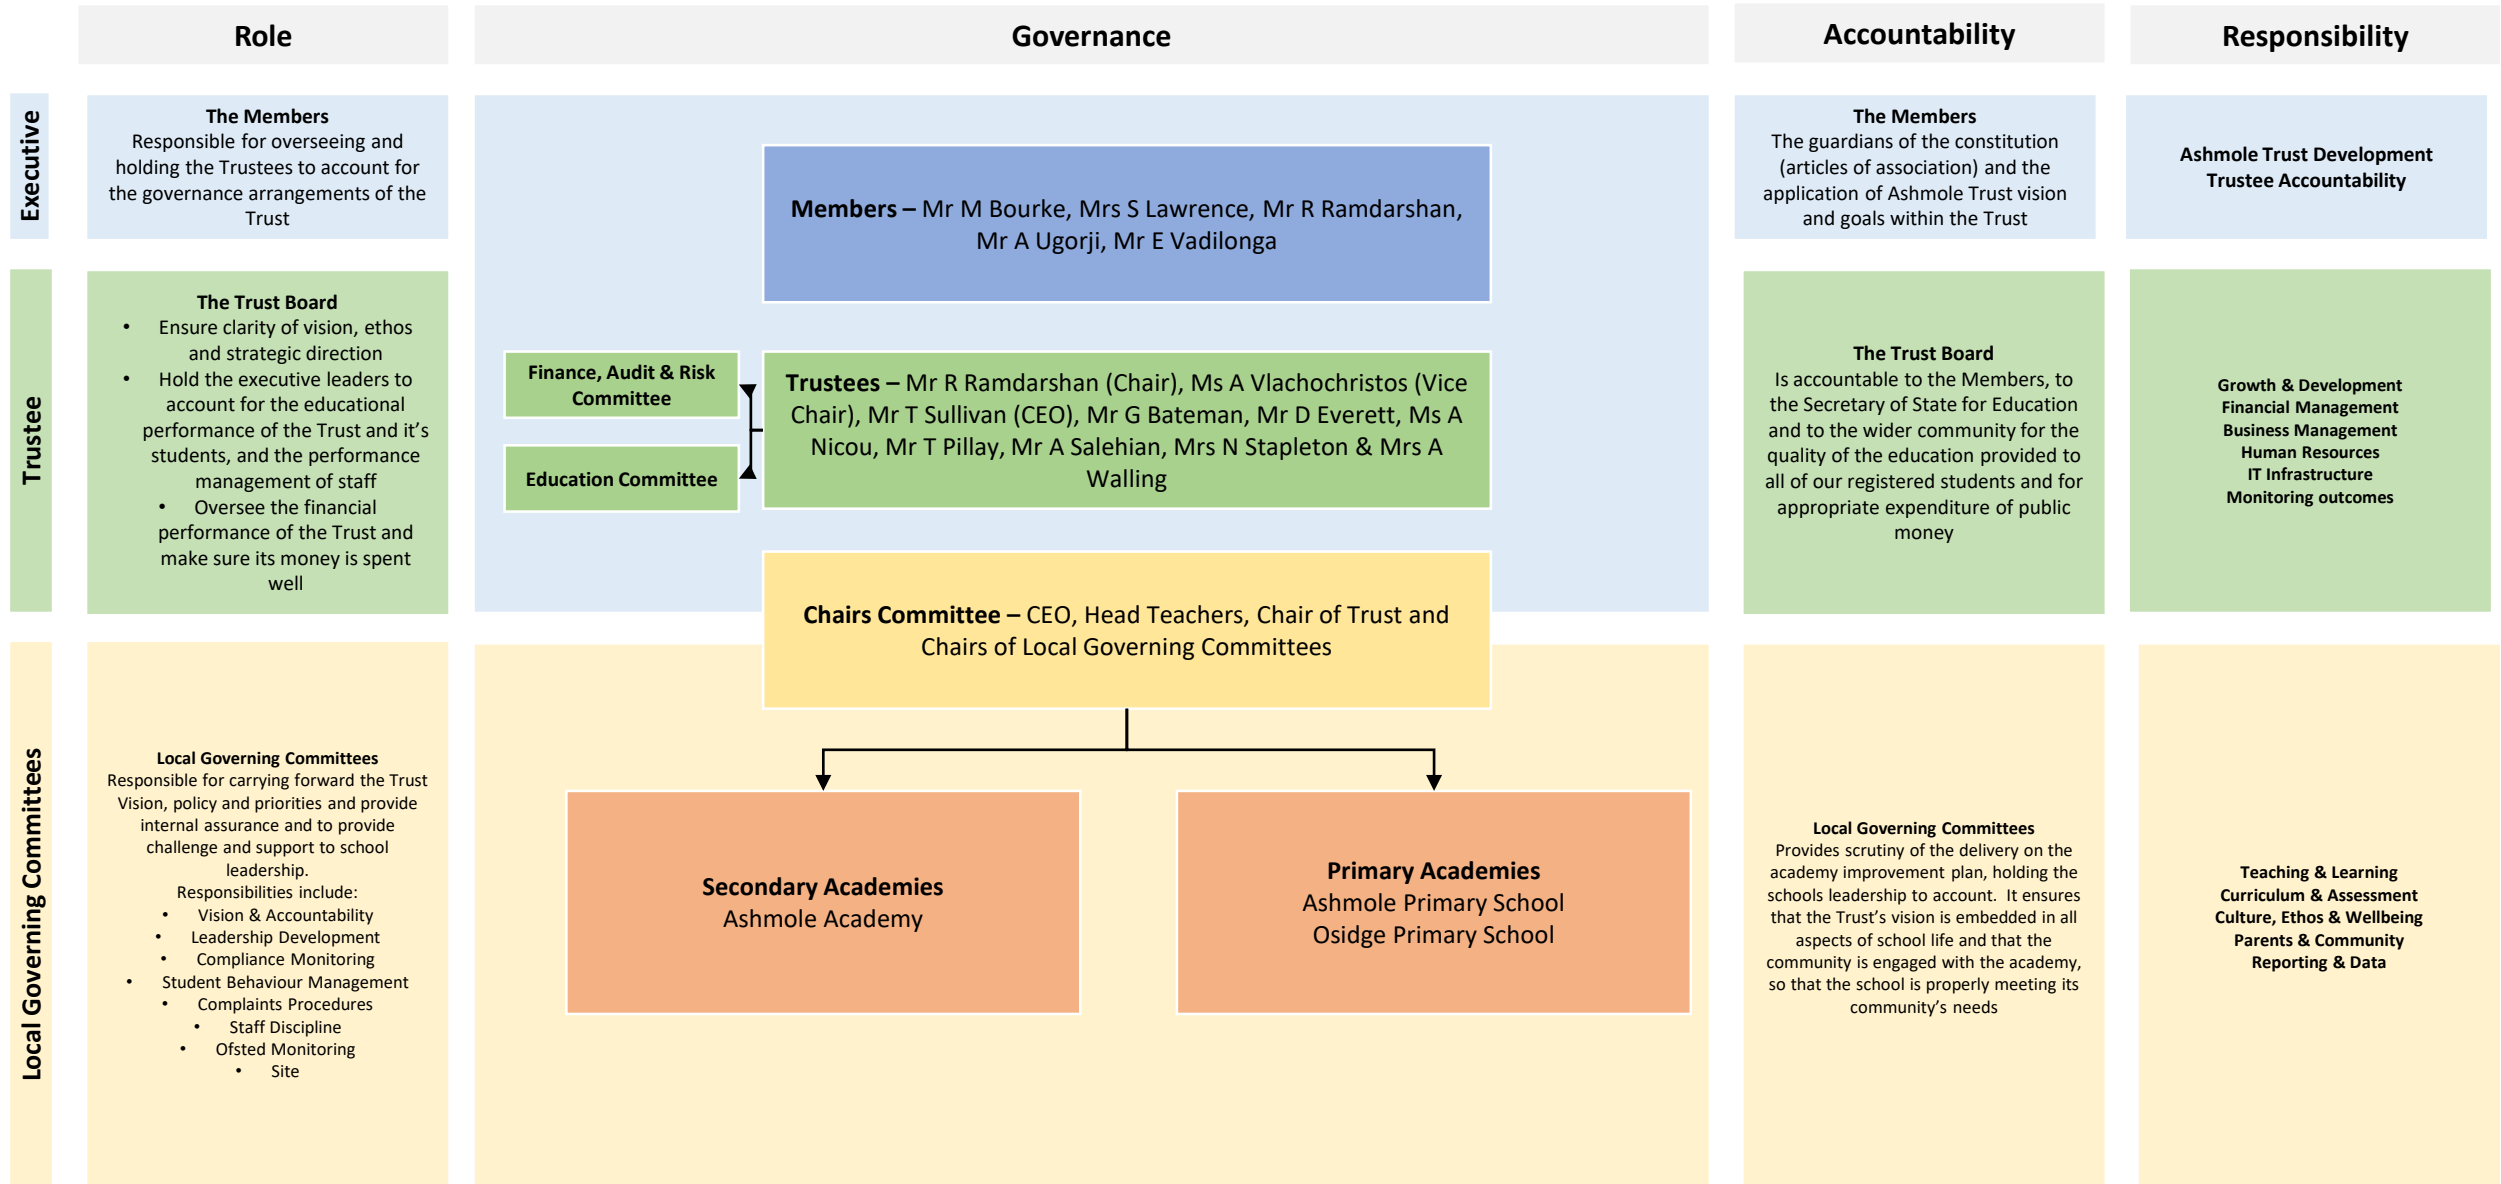 Role
Governance
Accountability
Responsibility
Executive
The Members
Responsible for overseeing and
holding the Trustees to account for
the governance arrangements of the
Trust
Members – Mr M Bourke, Mrs S Lawrence, Mr R Ramdarshan,
Mr A Ugorji, Mr E Vadilonga
The Members
The guardians of the constitution
(articles of association) and the
application of Ashmole Trust vision
and goals within the Trust
Ashmole Trust Development
Trustee Accountability
Trustee
The Trust Board
• Ensure clarity of vision, ethos
and strategic direction
• Hold the executive leaders to
account for the educational
performance of the Trust and it's
students, and the performance
management of staff
• Oversee the financial
performance of the Trust and
make sure its money is spent
well
Finance, Audit & Risk
Committee
Education Committee
Trustees – Mr R Ramdarshan (Chair), Ms A Vlachochristos (Vice
Chair), Mr T Sullivan (CEO), Mr G Bateman, Mr D Everett, Ms A
Nicou, Mr T Pillay, Mr A Salehian, Mrs N Stapleton & Mrs A
Walling
The Trust Board
Is accountable to the Members, to
the Secretary of State for Education
and to the wider community for the
quality of the education provided to
all of our registered students and for
appropriate expenditure of public
money
Growth & Development
Financial Management
Business Management
Human Resources
IT Infrastructure
Monitoring outcomes
Chairs Committee – CEO, Head Teachers, Chair of Trust and
Chairs of Local Governing Committees
Local Governing Committees
Local Governing Committees
Responsible for carrying forward the Trust
Vision, policy and priorities and provide
internal assurance and to provide
challenge and support to school
leadership.
Responsibilities include:
• Vision & Accountability
• Leadership Development
• Compliance Monitoring
• Student Behaviour Management
• Complaints Procedures
• Staff Discipline
• Ofsted Monitoring
• Site
Secondary Academies
Ashmole Academy
Primary Academies
Ashmole Primary School
Osidge Primary School
Local Governing Committees
Provides scrutiny of the delivery on the
academy improvement plan, holding the
schools leadership to account.  It ensures
that the Trust’s vision is embedded in all
aspects of school life and that the
community is engaged with the academy,
so that the school is properly meeting its
community’s needs
Teaching & Learning
Curriculum & Assessment
Culture, Ethos & Wellbeing
Parents & Community
Reporting & Data